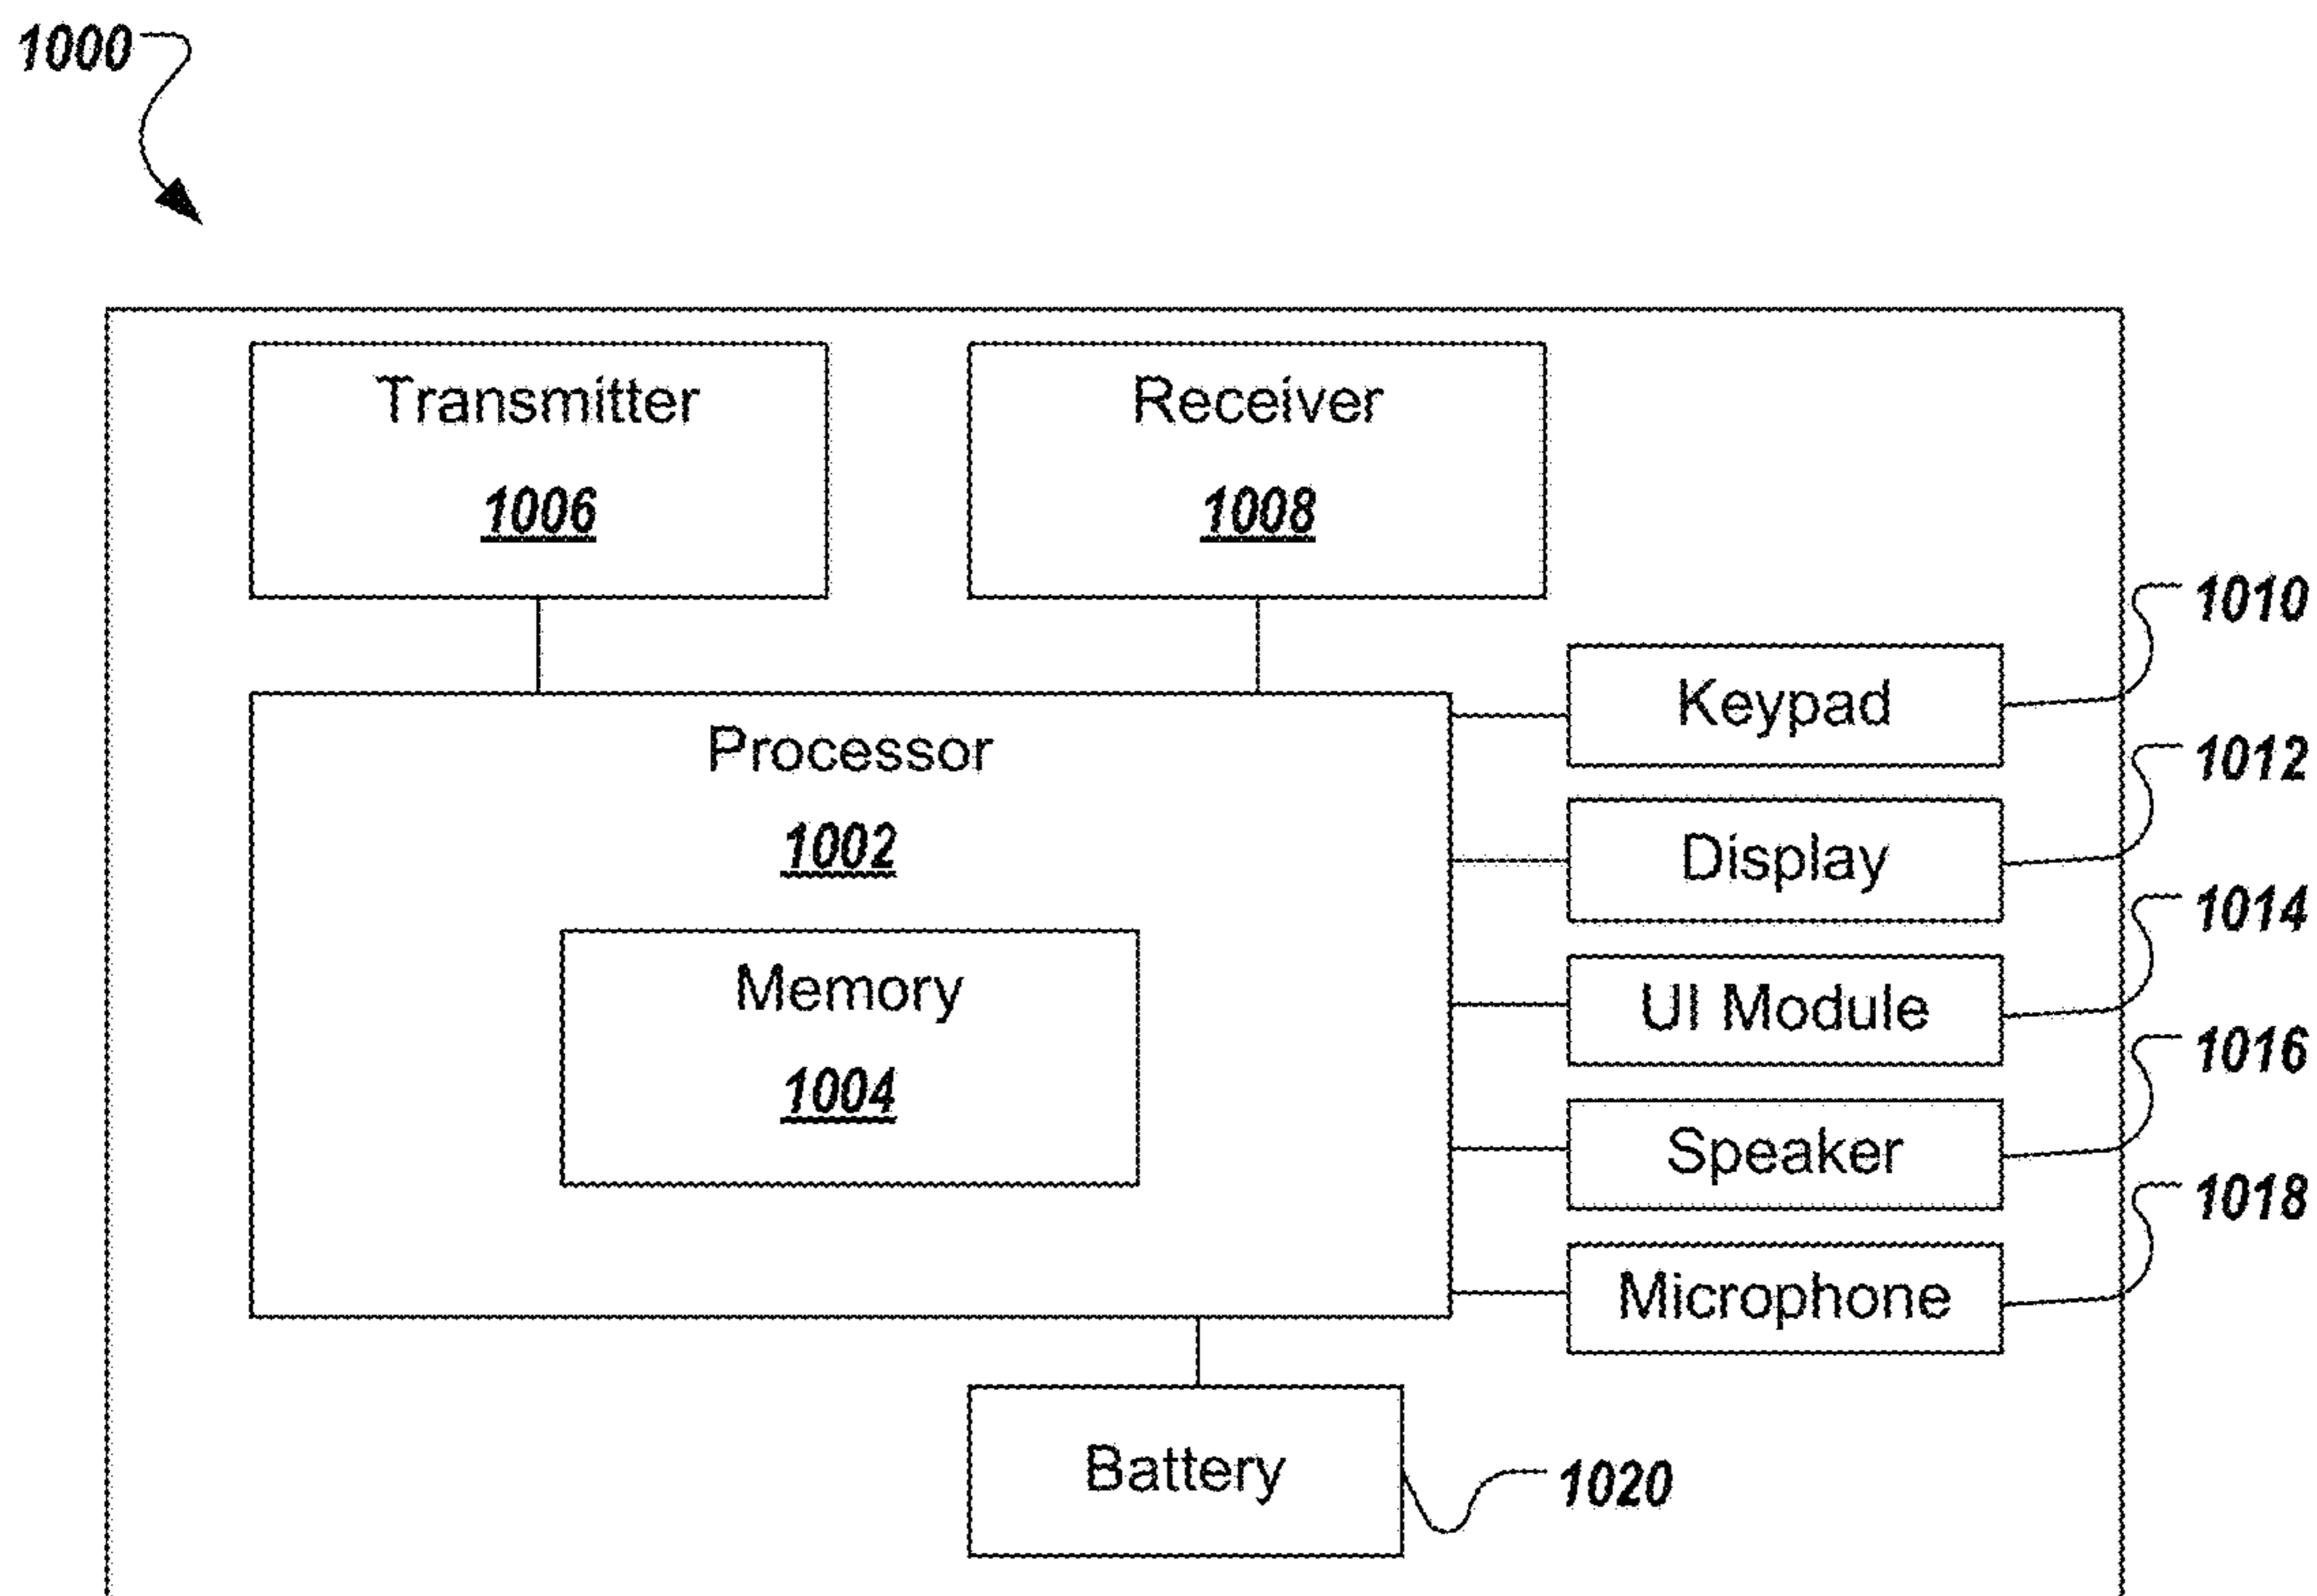 1000
Transmitter
1006
Receiver
1008
1010
Keypad
Processor
1002
1012
Display
1014
UI Module
Memory
1004
1016
Speaker
1018
Microphone
Battery
1020